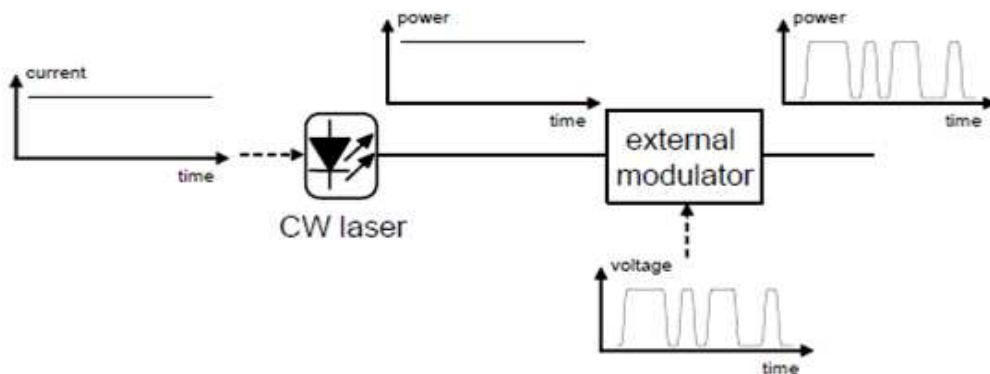 power
power
current
time
time
time
external
modulator
CW laser
voltage
time